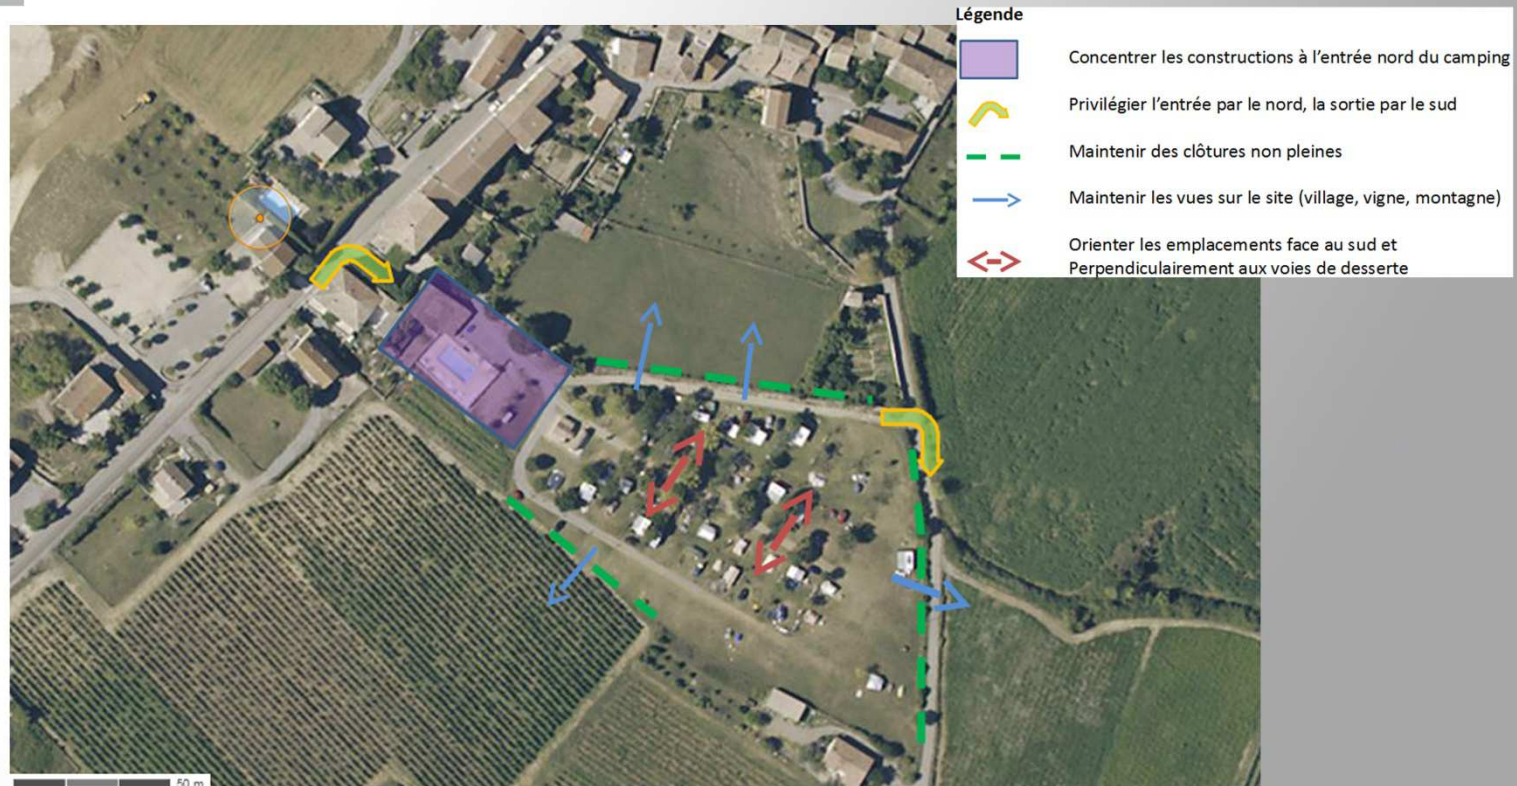 Légende
Concentrer les constructions à l'entrée nord du camping
Privilégier l'entrée par le nord, la sortie par le sud
Maintenir des clôtures non pleines
Maintenir les vues sur le site (village, vigne, montagne)
Orienter les emplacements face au sud et
Perpendiculairement aux voies de desserte
50 m